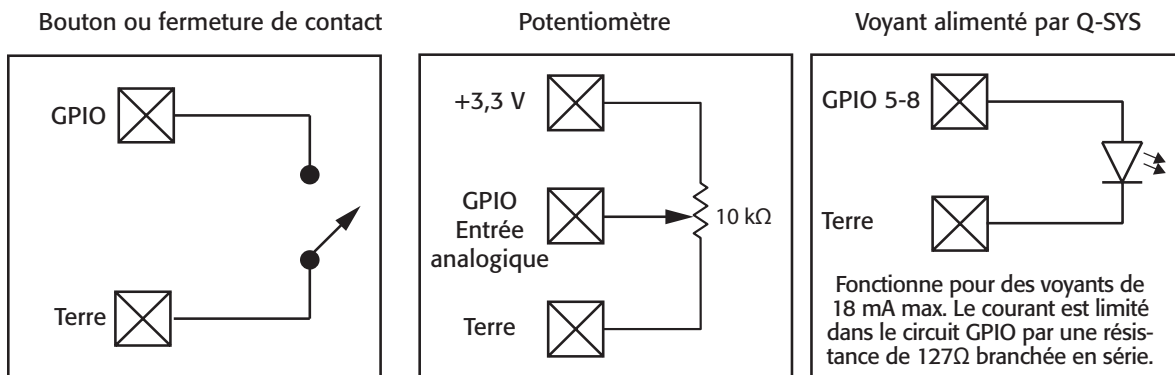 Bouton ou fermeture de contact
GPIO
Terre
Potentiomètre
+3,3 V
GPIO
Entrée
analogique
10 kΩ
Terre
Voyant alimenté par Q-SYS
GPIO 5-8
Terre
Fonctionne pour des voyants de
18 mA max. Le courant est limité
dans le circuit GPIO par une résis-
tance de 127Ω branchée en série.